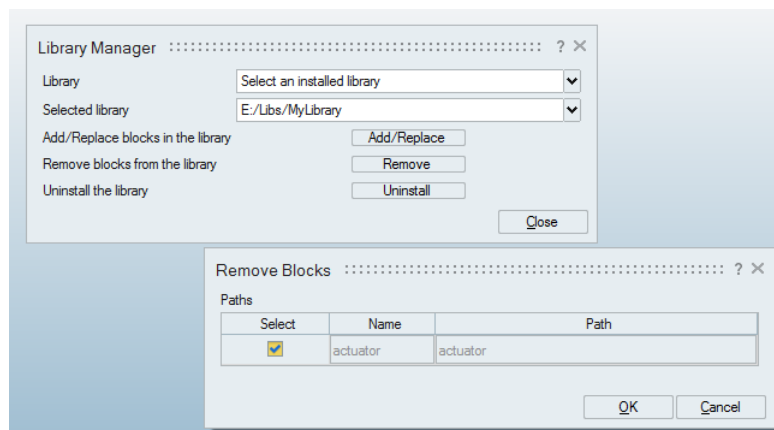 Library Manager ?
Library Select an installed library
Selected library E:/Libs/MyLibrary
Add/Replace blocks in the library Add/Replace
Remove blocks from the library Remove
Uninstall the library Uninstall
Close
Remove Blocks ?
Paths
Select Name Path
actuator actuator
OK Cancel